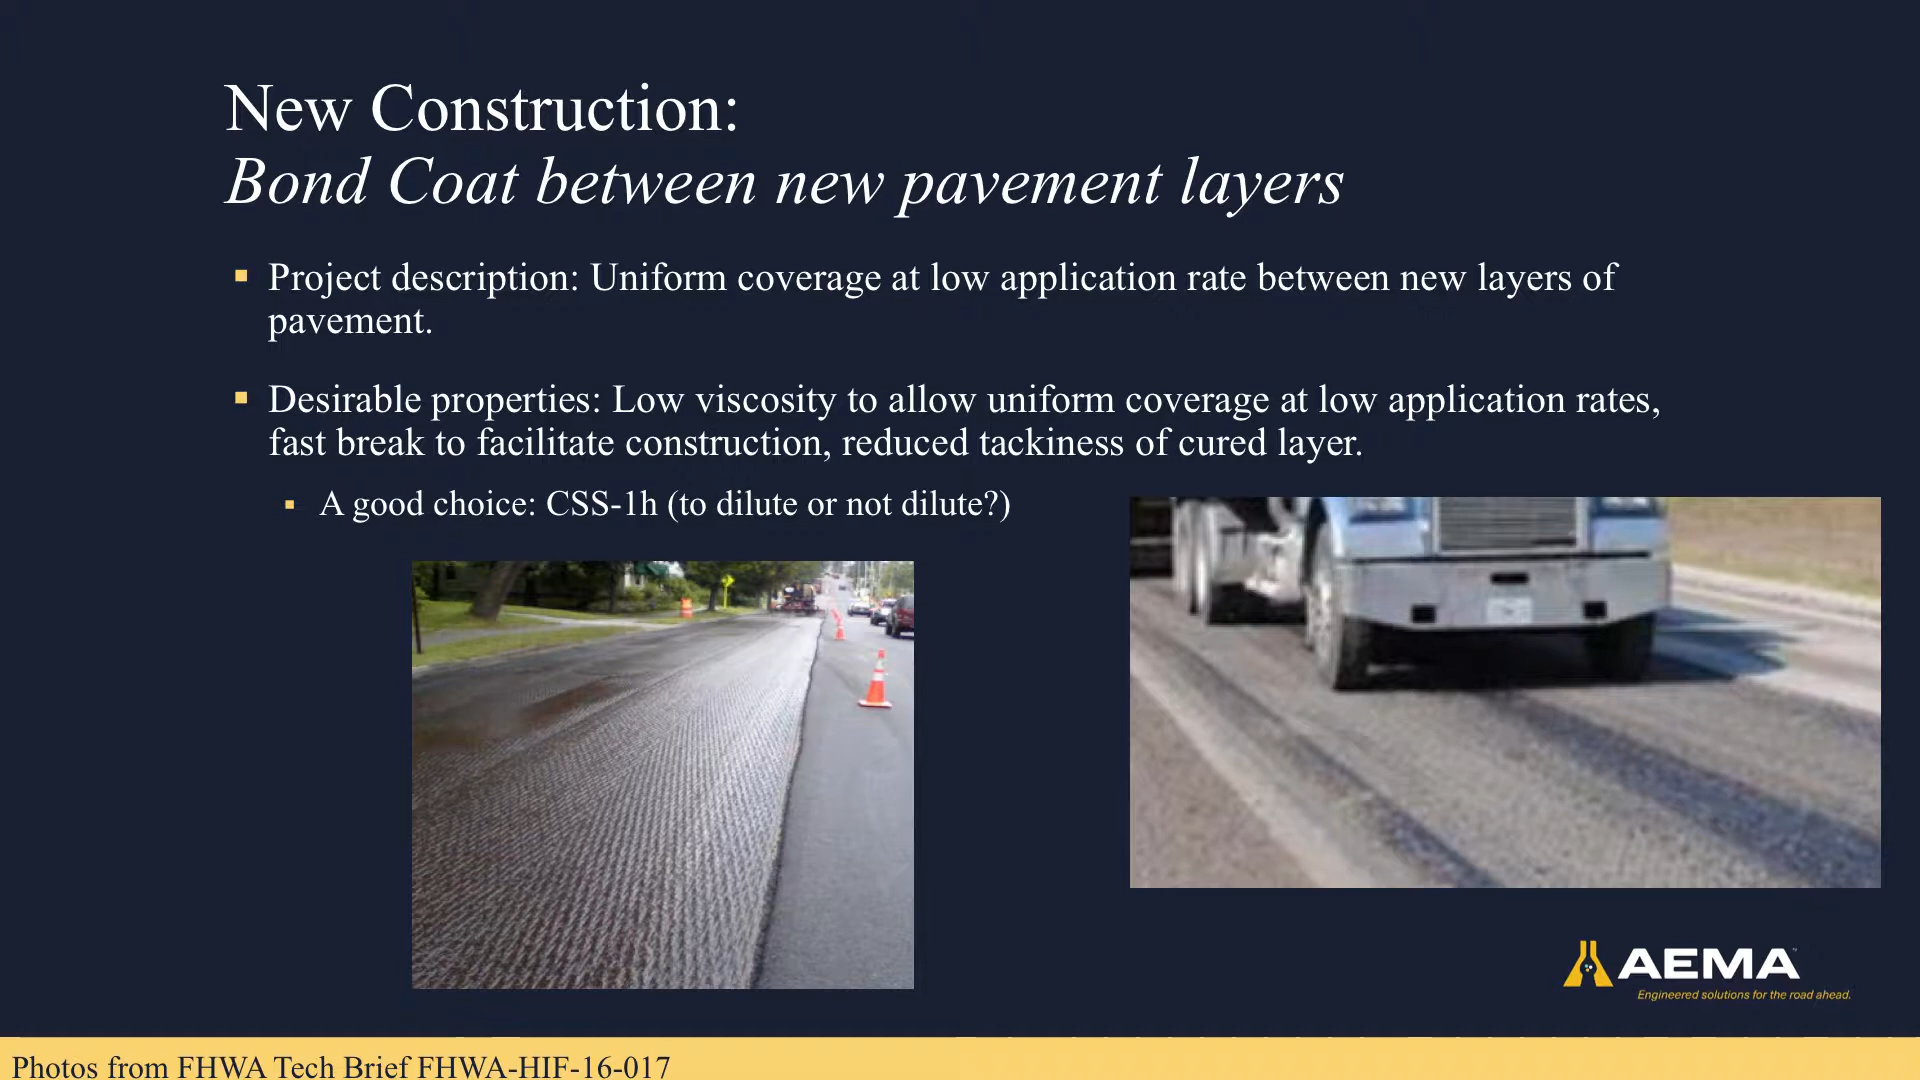 New Construction:
Bond Coat between new pavement layers
▪ Project description: Uniform coverage at low application rate between new layers of
pavement.
▪ Desirable properties: Low viscosity to allow uniform coverage at low application rates,
fast break to facilitate construction, reduced tackiness of cured layer.
▪ A good choice: CSS-1h (to dilute or not dilute?)
AEMA
Engineered solutions for the road ahead.
Photos from FHWA Tech Brief FHWA-HIF-16-017